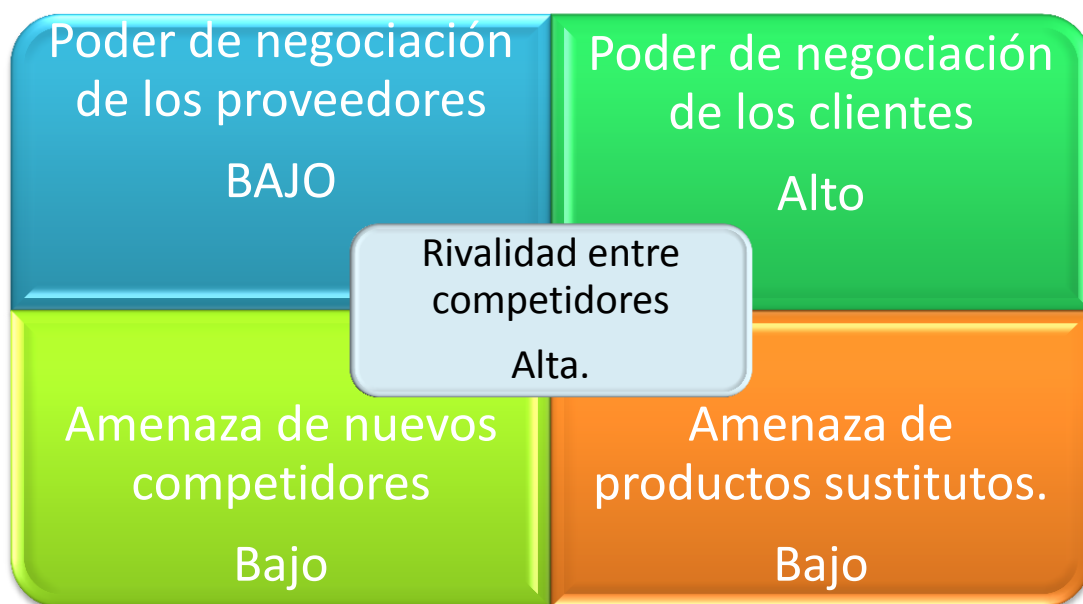 Poder de negociación
de los proveedores
BAJO
Poder de negociación
de los clientes
Alto
Rivalidad entre
competidores
Alta.
Amenaza de nuevos
competidores
Bajo
Amenaza de
productos sustitutos.
Bajo